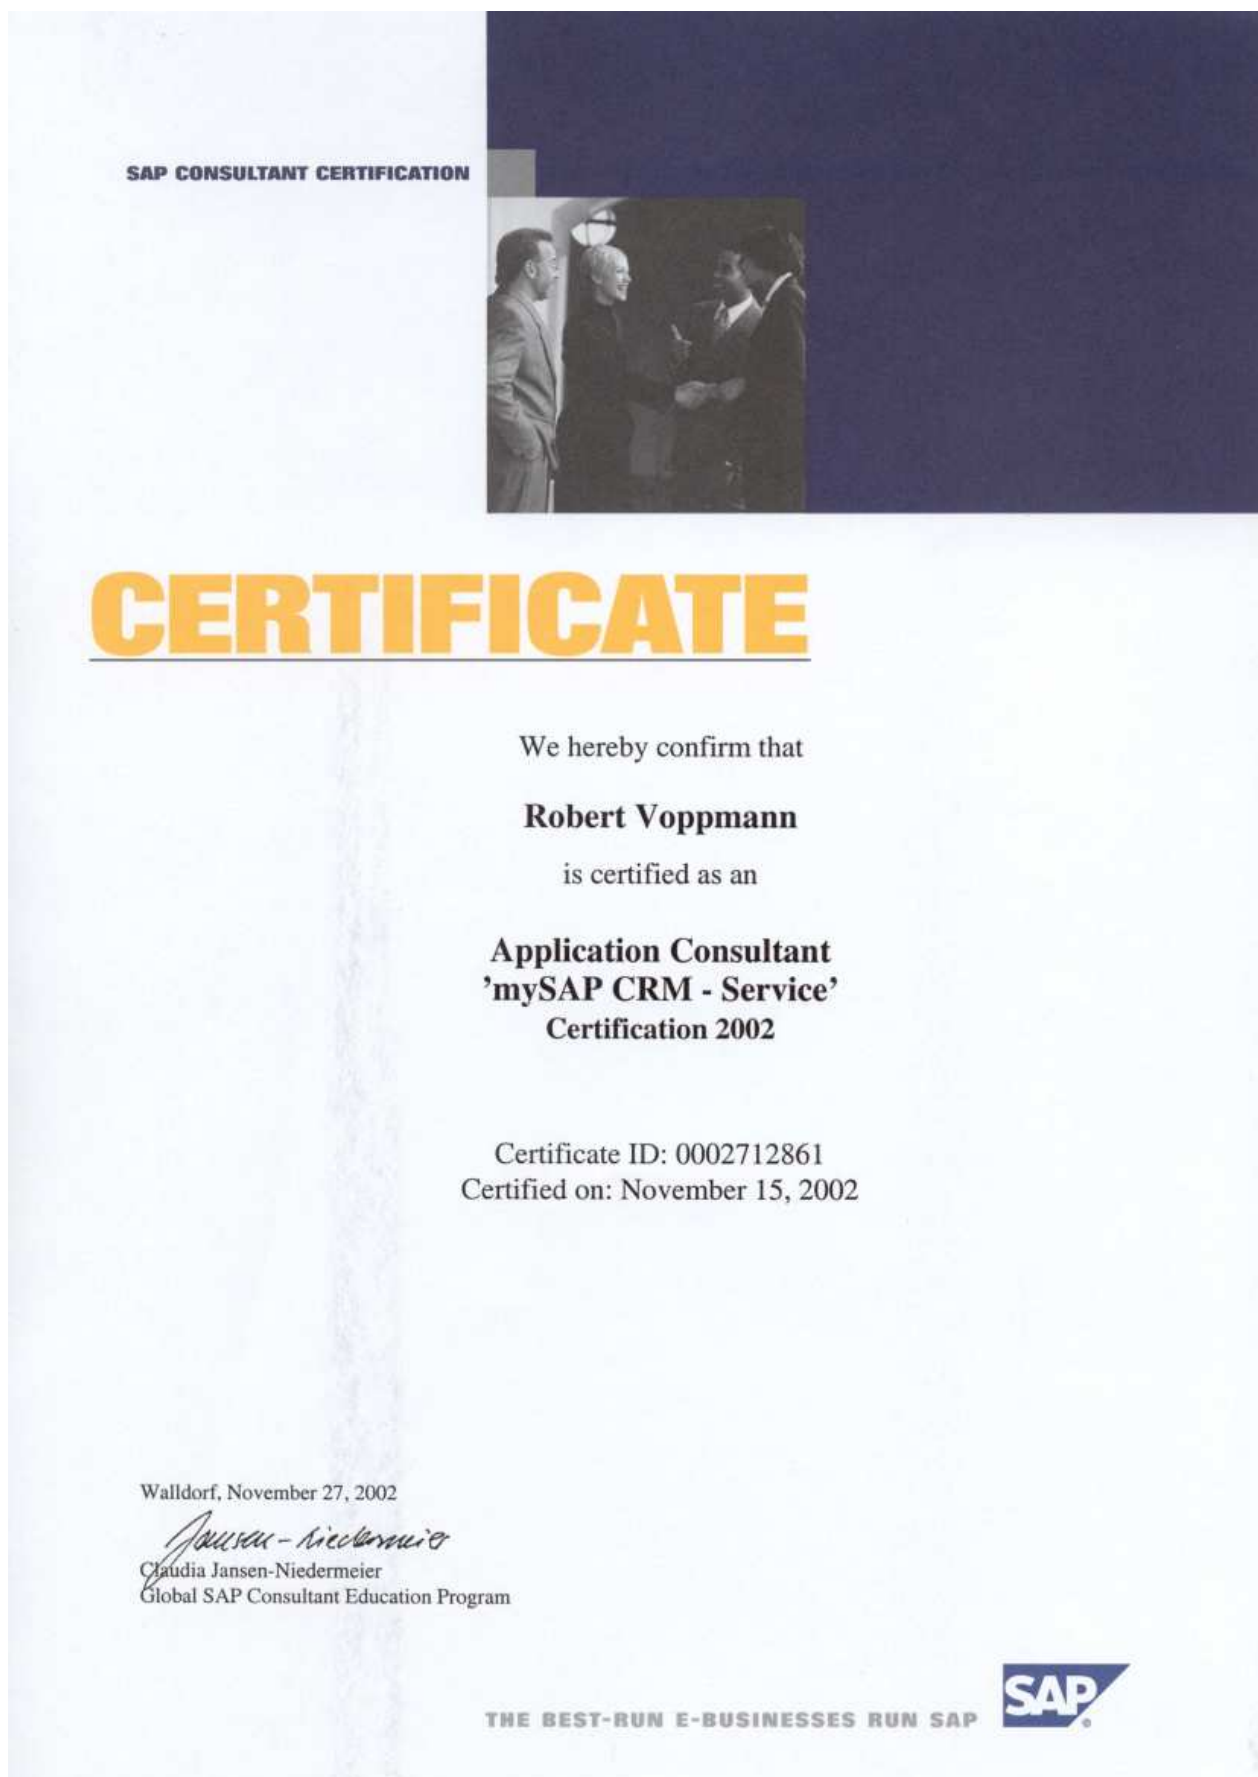 SAP CONSULTANT CERTIFICATION
CERTIFICATE
We hereby confirm that
Robert Voppmann
is certified as an
Application Consultant
’mySAP CRM - Service’
Certification 2002
Certificate ID: 0002712861
Certified on: November 15, 2002
Walldorf, November 27, 2002
Jansen-Niedermeier
Claudia Jansen-Niedermeier
Global SAP Consultant Education Program
THE BEST-RUN E-BUSINESSES RUN SAP
SAP